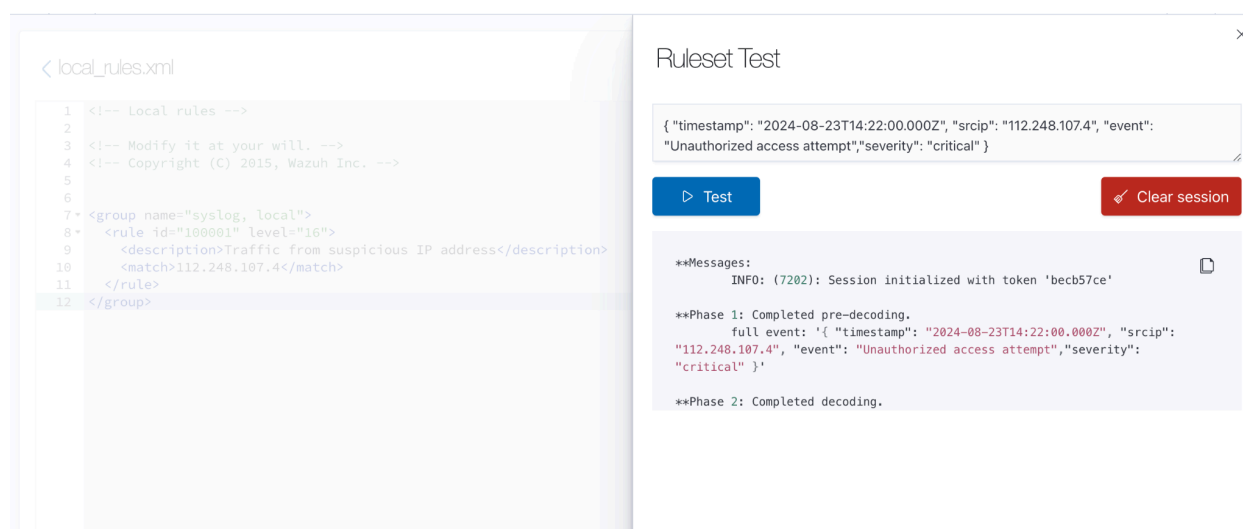 local_rules.xml
1 <!-- Local rules -->
2
3 <!-- Modify it at your will. -->
4 <!-- Copyright (C) 2015, Wazuh Inc. -->
5
6
7 <group name="syslog, local">
8 <rule id="100001" level="16">
9 <description>Traffic from suspicious IP address</description>
10 <match>112.248.107.4</match>
11 </rule>
12 </group>
Ruleset Test
{ "timestamp": "2024-08-23T14:22:00.000Z", "srcip": "112.248.107.4", "event":
"Unauthorized access attempt","severity": "critical" }
Test
Clear session
**Messages:
INFO: (7202): Session initialized with token 'becb57ce'
**Phase 1: Completed pre-decoding.
full event: '{ "timestamp": "2024-08-23T14:22:00.000Z", "srcip":
"112.248.107.4", "event": "Unauthorized access attempt","severity":
"critical" }'
**Phase 2: Completed decoding.